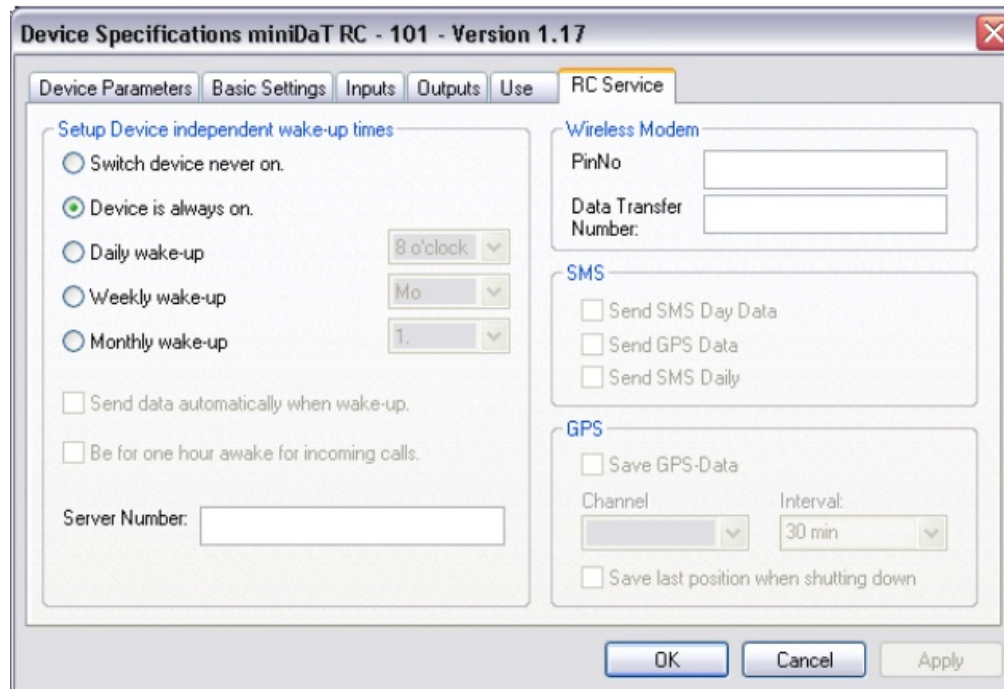 Device Specifications miniDaT RC - 101 - Version 1.17
Device Parameters Basic Settings Inputs Outputs Use RC Service
Setup Device independent wake-up times
Switch device never on.
Device is always on.
Daily wake-up 8 o'clock
Weekly wake-up Mo
Monthly wake-up 1.
Send data automatically when wake-up.
Be for one hour awake for incoming calls.
Server Number:
Wireless Modem
PinNo
Data Transfer
Number:
SMS
Send SMS Day Data
Send GPS Data
Send SMS Daily
GPS
Save GPS-Data
Channel Interval:
30 min
Save last position when shutting down
OK Cancel Apply